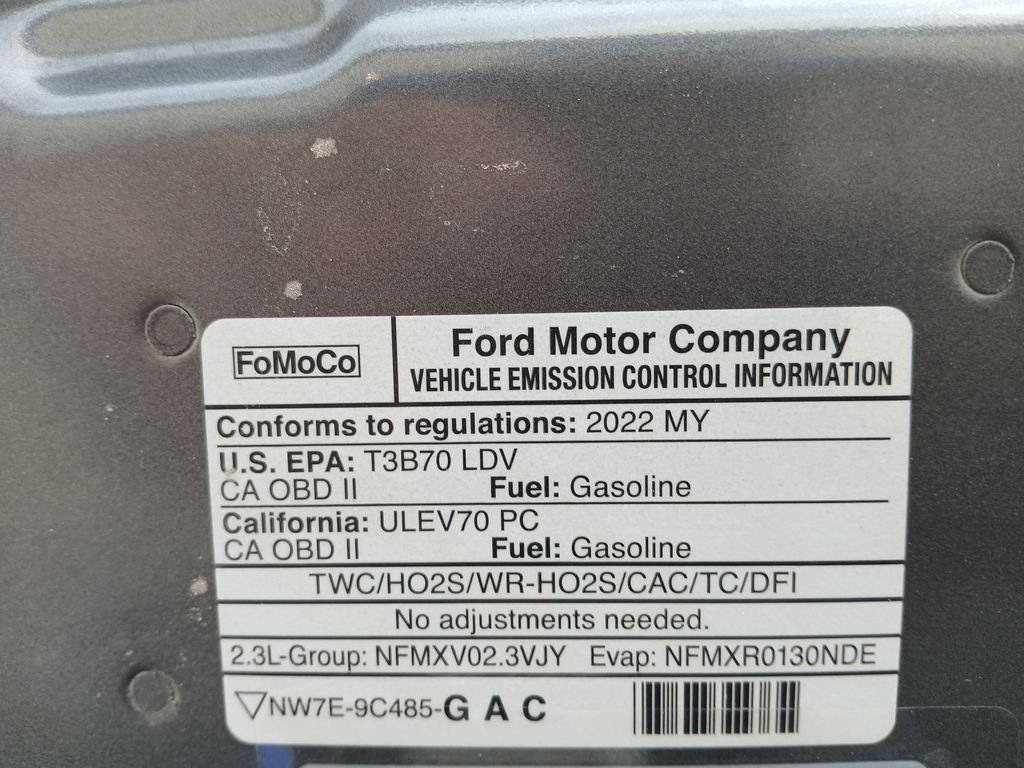 FoMoCo
Ford Motor Company
VEHICLE EMISSION CONTROL INFORMATION
Conforms to regulations: 2022 MY
U.S. EPA: T3B70 LDV
CA OBD II Fuel: Gasoline
California: ULEV70 PC
CA OBD II Fuel: Gasoline
TWC/HO2S/WR-HO2S/CAC/TC/DFI
No adjustments needed.
2.3L-Group: NFMXV02.3VJY Evap: NFMXR0130NDE
▽NW7E-9C485-G A C